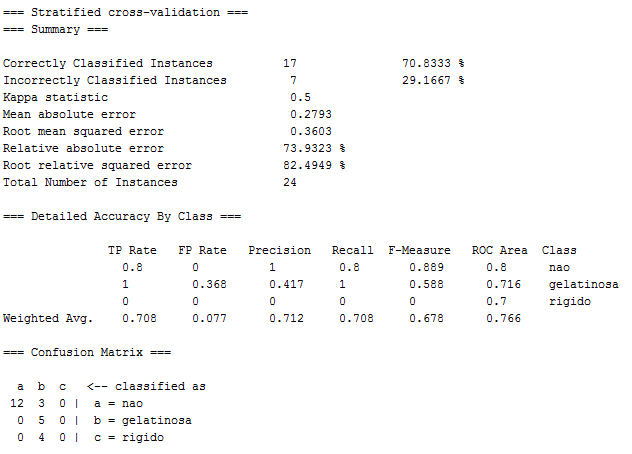 === Stratified cross-validation ===
=== Summary ===
Correctly Classified Instances 17 70.8333 %
Incorrectly Classified Instances 7 29.1667 %
Kappa statistic 0.5
Mean absolute error 0.2793
Root mean squared error 0.3603
Relative absolute error 73.9323 %
Root relative squared error 82.4949 %
Total Number of Instances 24
=== Detailed Accuracy By Class ===
TP Rate FP Rate Precision Recall F-Measure ROC Area Class
0.8 0 1 0.8 0.889 0.8 nao
1 0.368 0.417 1 0.588 0.716 gelatinosa
0 0 0 0 0 0.7 rigido
Weighted Avg. 0.708 0.077 0.712 0.708 0.678 0.766
=== Confusion Matrix ===
a b c <-- classified as
12 3 0 | a = nao
0 5 0 | b = gelatinosa
0 4 0 | c = rigido